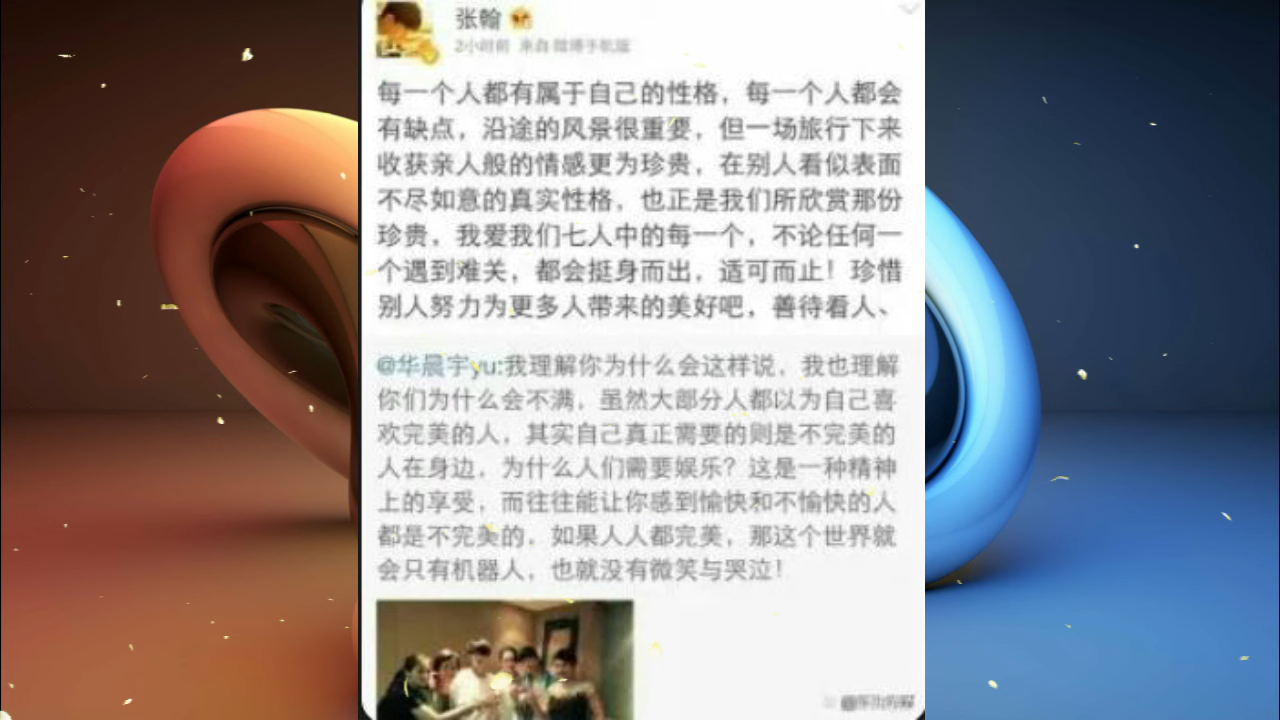 张翰
2小时前 来自 微博手机版
每一个人都有属于自己的性格，每一个人都会
有缺点，沿途的风景很重要，但一场旅行下来
收获亲人般的情感更为珍贵，在别人看似表面
不尽如意的真实性格，也正是我们所欣赏那份
珍贵，我爱我们七人中的每一个，不论任何一
个遇到难关，都会挺身而出，适可而止！珍惜
别人努力为更多人带来的美好吧，善待看人、
@华晨宇yu:我理解你为什么会这样说，我也理解
你们为什么会不满，虽然大部分人都以为自己喜
欢完美的人，其实自己真正需要的则是不完美的
人在身边，为什么人们需要娱乐？这是一种精神
上的享受，而往往能让你感到愉快和不愉快的人
都是不完美的，如果人人都完美，那这个世界就
会只有机器人，也就没有微笑与哭泣！